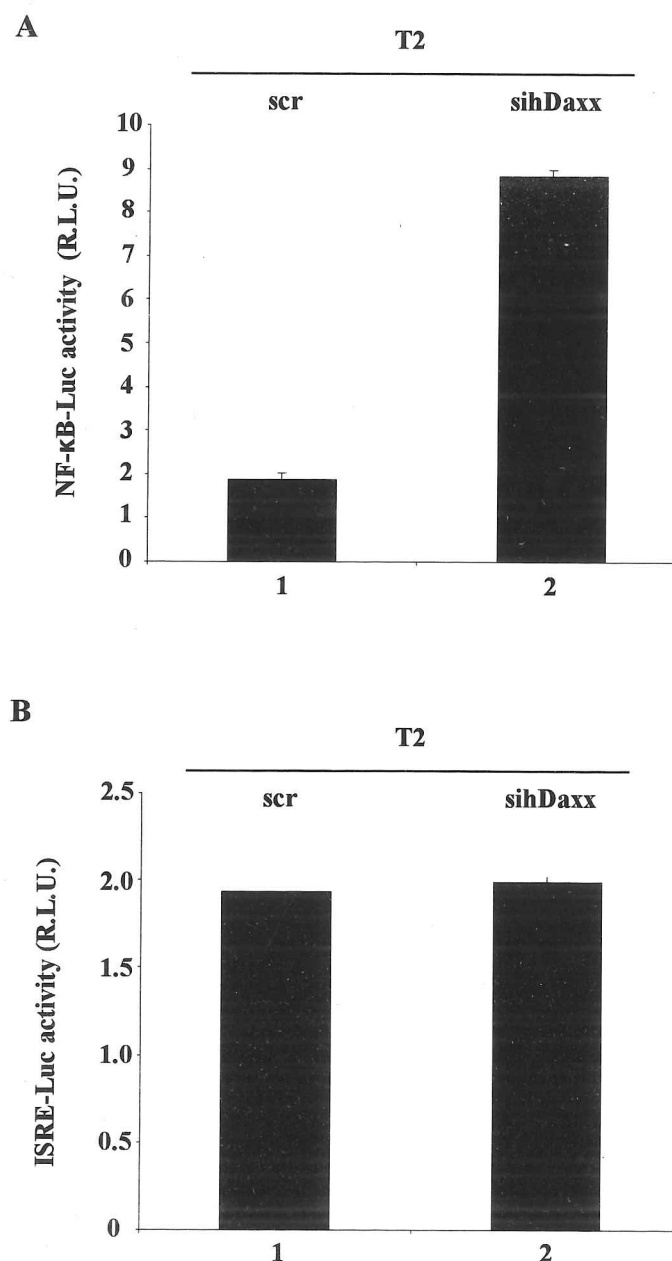 A
T2
scr sihDaxx
10
9
8
7
6
5
4
3
2
1
0
NF-κB-Luc activity (R.L.U.)
1 2
B
T2
scr sihDaxx
2.5
2.0
1.5
1.0
0.5
0
ISRE-Luc activity (R.L.U.)
1 2